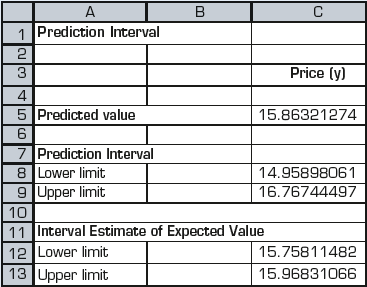 A B C
1 Prediction Interval
2
3 Price (y)
4
5 Predicted value 15.86321274
6
7 Prediction Interval
8 Lower limit 14.95898061
9 Upper limit 16.76744497
10
11 Interval Estimate of Expected Value
12 Lower limit 15.75811482
13 Upper limit 15.96831066